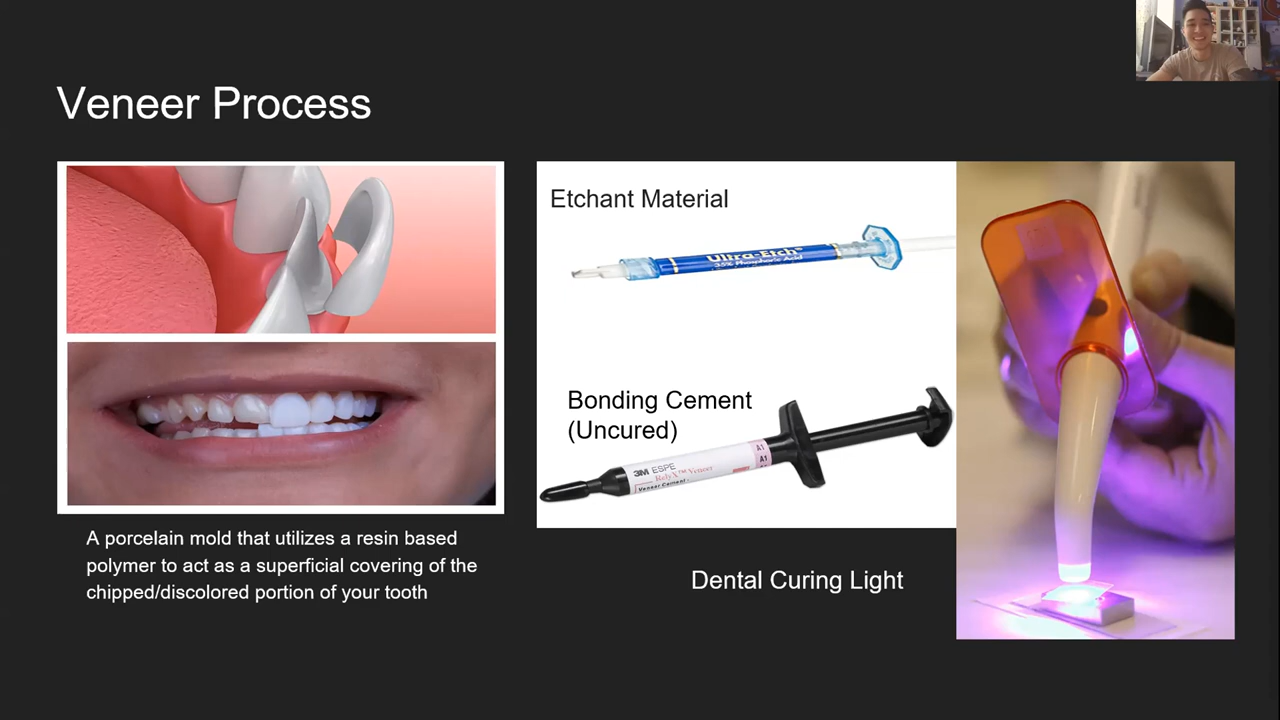 Veneer Process
Etchant Material
Ultra-Etch®
35% Phosphoric Acid
Bonding Cement
(Uncured)
3M ESPE
RelyX™ Veneer
Veneer Cement
A1
A1
A porcelain mold that utilizes a resin based
polymer to act as a superficial covering of the
chipped/discolored portion of your tooth
Dental Curing Light